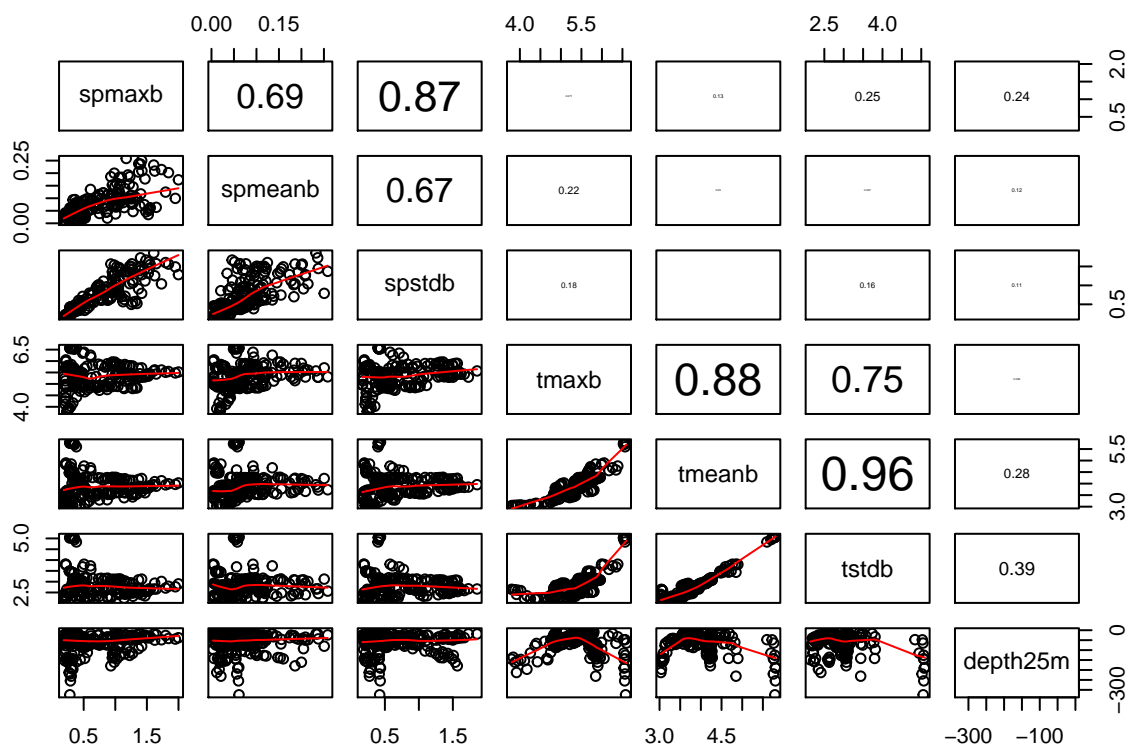 0.00 0.15 4.0 5.5 2.5 4.0
spmaxb 0.69 0.87 0.13 0.25 0.24 0.5 2.0
0.00 0.25 spmeanb 0.67 0.22 0.12
spstdb 0.18 0.16 0.11 0.5
4.0 6.5 tmaxb 0.88 0.75
tmeanb 0.96 0.28 3.0 5.5
2.5 5.0 tstdb 0.39
depth25m -300 0
0.5 1.5 0.5 1.5 3.0 4.5 -300 -100